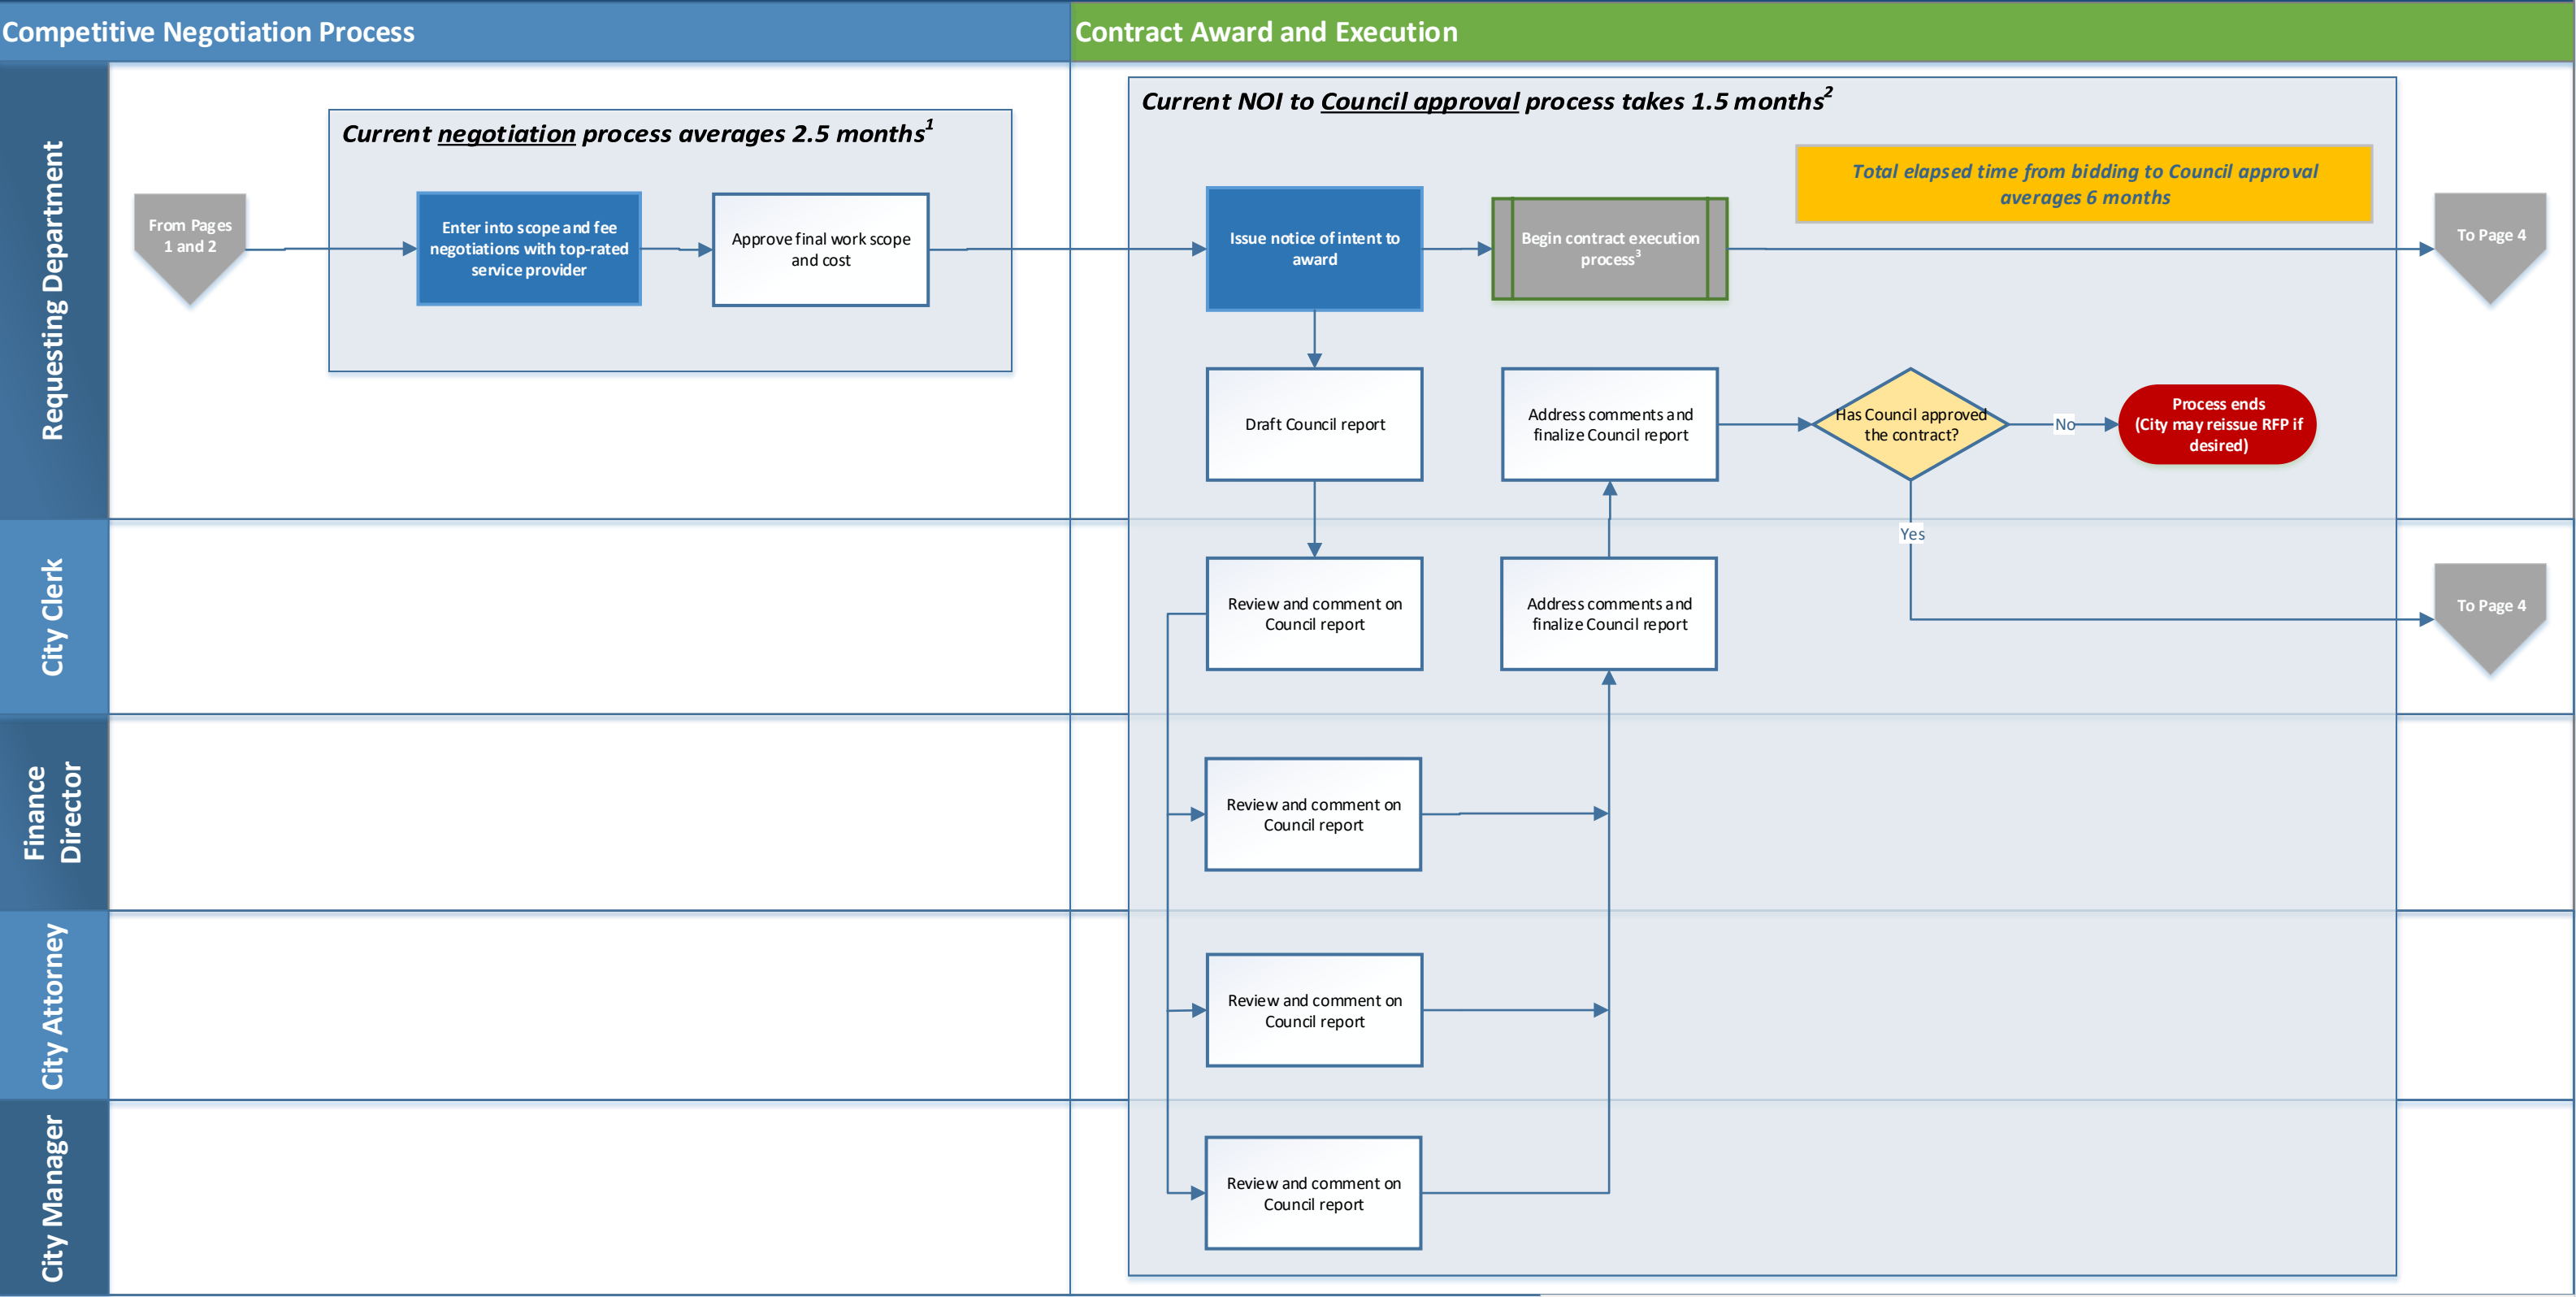 Competitive Negotiation Process
Contract Award and Execution
Requesting Department
Current negotiation process averages 2.5 months1
From Pages
1 and 2
Enter into scope and fee
negotiations with top-rated
service provider
Approve final work scope
and cost
Current NOI to Council approval process takes 1.5 months2
Total elapsed time from bidding to Council approval
averages 6 months
Issue notice of intent to
award
Begin contract execution
process3
To Page 4
Draft Council report
Address comments and
finalize Council report
Has Council approved
the contract?
No
Process ends
(City may reissue RFP if
desired)
Yes
City Clerk
Review and comment on
Council report
Address comments and
finalize Council report
To Page 4
Finance
Director
Review and comment on
Council report
City Attorney
Review and comment on
Council report
City Manager
Review and comment on
Council report